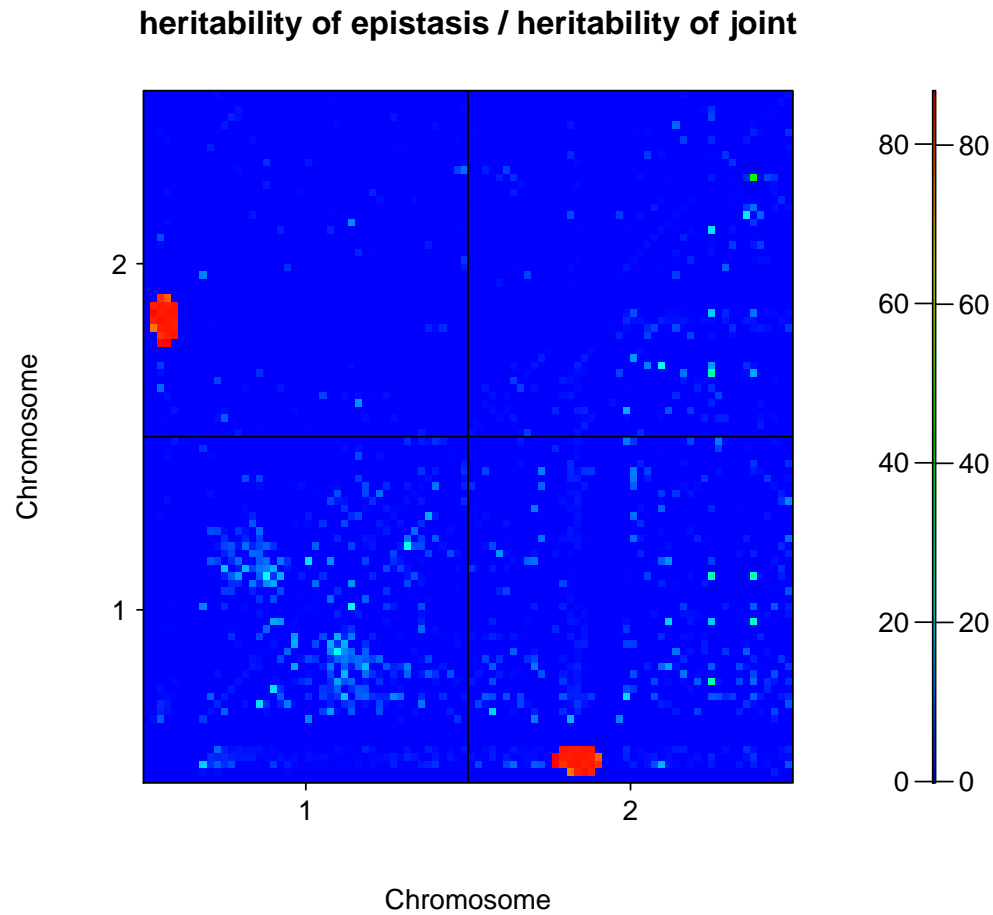 heritability of epistasis / heritability of joint
80 80
2
60 60
Chromosome
40 40
1
20 20
0 0
1 2
Chromosome